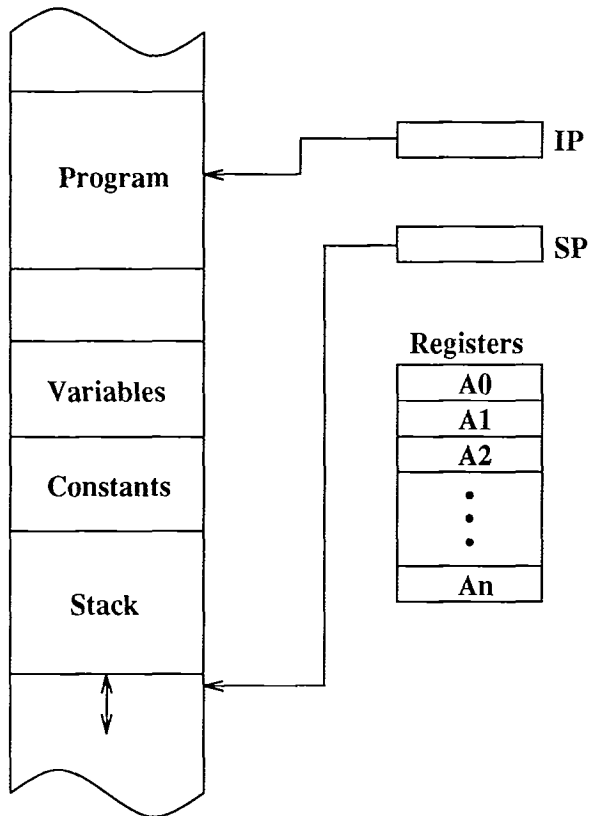 Program
Variables
Constants
Stack
IP
SP
Registers
A0
A1
A2
An